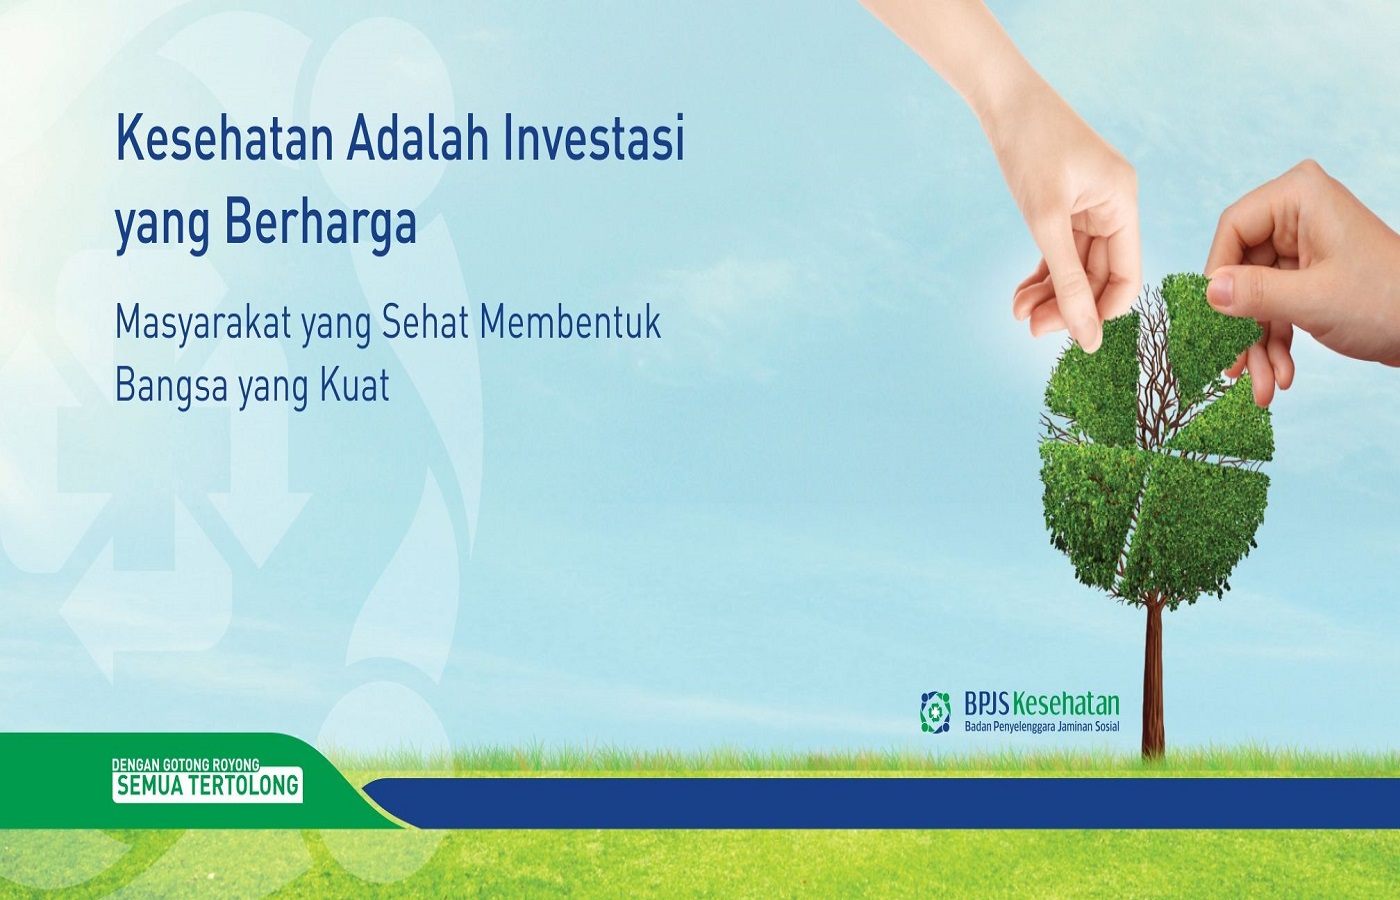 Kesehatan Adalah Investasi
yang Berharga
Masyarakat yang Sehat Membentuk
Bangsa yang Kuat
BPJS Kesehatan
Badan Penyelenggara Jaminan Sosial
DENGAN GOTONG ROYONG
SEMUA TERTOLONG